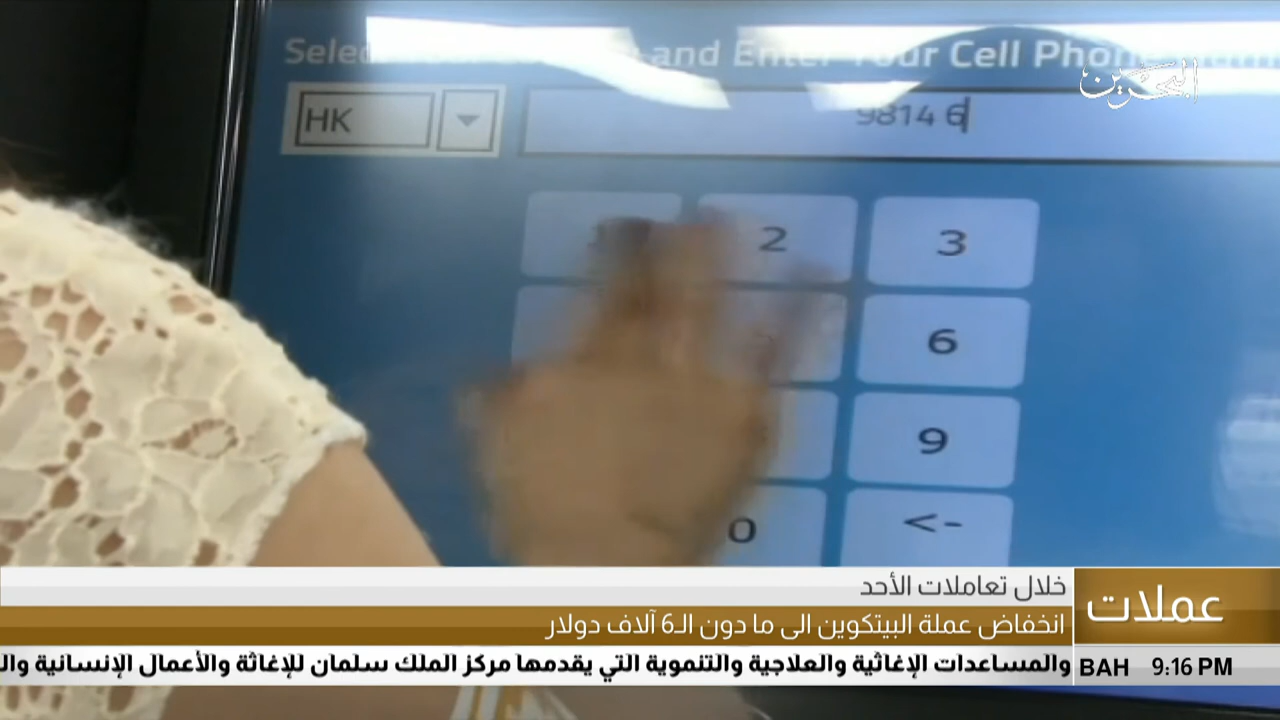 Select and Enter Your Cell Phone
البحرين
HK
9814 6
2
3
6
9
0
<-
خلال تعاملات الأحد
عملات
انخفاض عملة البيتكوين الى ما دون الـ6 آلاف دولار
والمساعدات الإغاثية والعلاجية والتنموية التي يقدمها مركز الملك سلمان للإغاثة والأعمال الإنسانية
BAH 9:16 PM